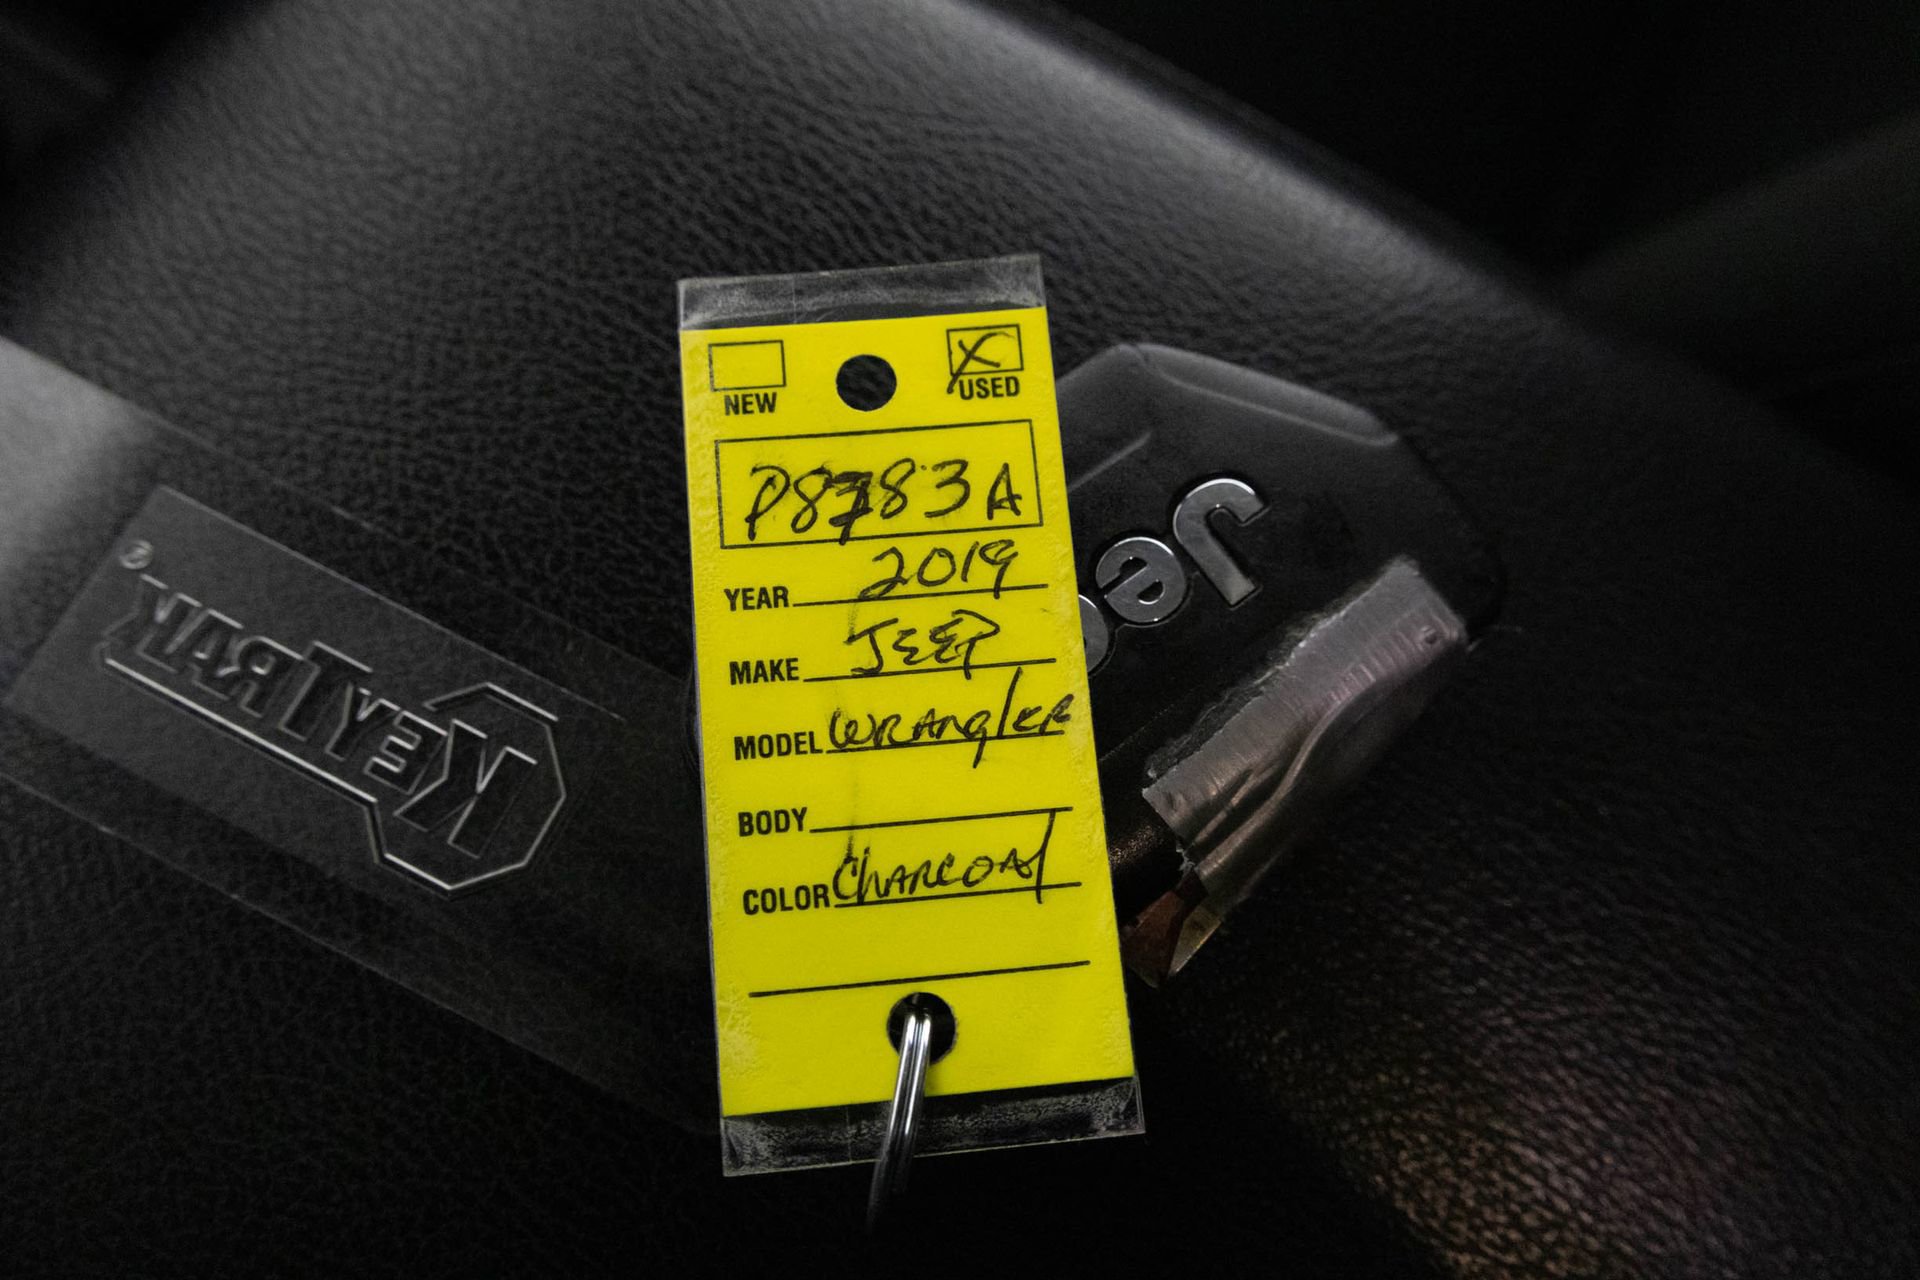 NEW
X USED
P8783A
YEAR 2019
MAKE JEEP
MODEL Wrangler
BODY
COLOR Charcoal
Jeep
KEYTRAK®